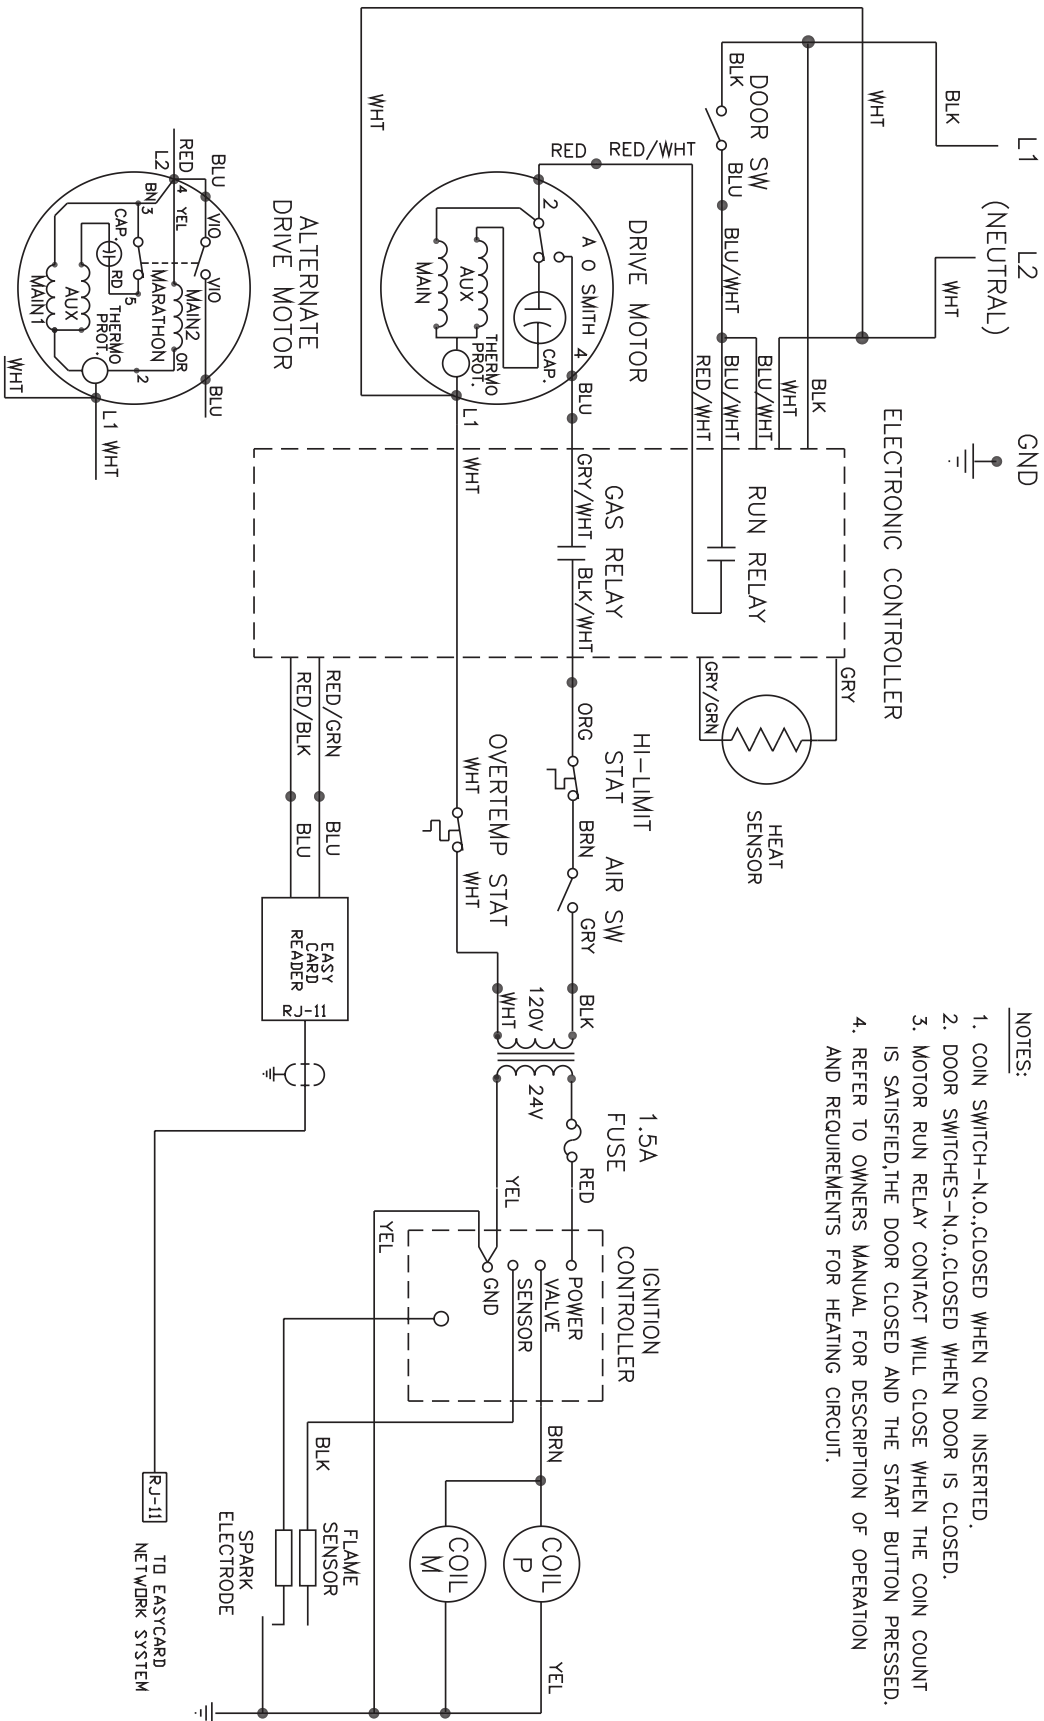 L1
L2
(NEUTRAL)
GND
BLK
WHT
WHT
BLK
DOOR SW
BLU
BLU/WHT
BLU/WHT
BLU/WHT
WHT
BLK
RED/WHT
RED
RED/WHT
WHT
ELECTRONIC CONTROLLER
RUN RELAY
GAS RELAY
GRY/WHT
BLK/WHT
WHT
DRIVE MOTOR
A O SMITH
2
4
BLU
CAP.
AUX
MAIN
THERMO
PROT.
L1
ALTERNATE
DRIVE MOTOR
BLU
RED
L2
4
VIO
VIO
YEL
BN
3
CAP.
RD
5
MARATHON
MAIN2
OR
AUX
MAIN1
THERMO
PROT.
2
BLU
L1 WHT
WHT
GRY
GRY/GRN
HEAT
SENSOR
ORG
HI-LIMIT
STAT
BRN
AIR SW
GRY
BLK
WHT
OVERTEMP STAT
WHT
WHT
120V
24V
RED/GRN
RED/BLK
BLU
BLU
EASY
CARD
READER
RJ-11
1.5A
FUSE
RED
YEL
YEL
IGNITION
CONTROLLER
POWER
VALVE
SENSOR
GND
BRN
COIL
P
COIL
M
YEL
BLK
FLAME
SENSOR
SPARK
ELECTRODE
RJ-11
TO EASYCARD
NETWORK SYSTEM
NOTES:
1. COIN SWITCH-N.O.,CLOSED WHEN COIN INSERTED.
2. DOOR SWITCHES-N.O.,CLOSED WHEN DOOR IS CLOSED.
3. MOTOR RUN RELAY CONTACT WILL CLOSE WHEN THE COIN COUNT
IS SATISFIED,THE DOOR CLOSED AND THE START BUTTON PRESSED.
4. REFER TO OWNERS MANUAL FOR DESCRIPTION OF OPERATION
AND REQUIREMENTS FOR HEATING CIRCUIT.